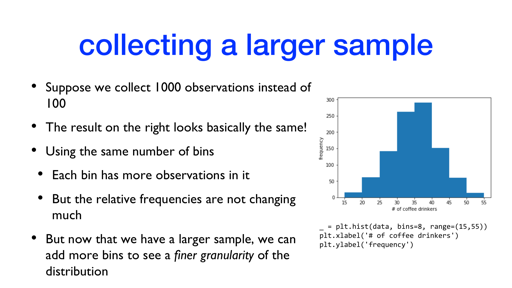 collecting a larger sample
• Suppose we collect 1000 observations instead of
100
• The result on the right looks basically the same!
• Using the same number of bins
• Each bin has more observations in it
• But the relative frequencies are not changing
much
• But now that we have a larger sample, we can
add more bins to see a finer granularity of the
distribution
300
250
200
150
100
50
0
frequency
15 20 25 30 35 40 45 50 55
# of coffee drinkers
_ = plt.hist(data, bins=8, range=(15,55))
plt.xlabel('# of coffee drinkers')
plt.ylabel('frequency')